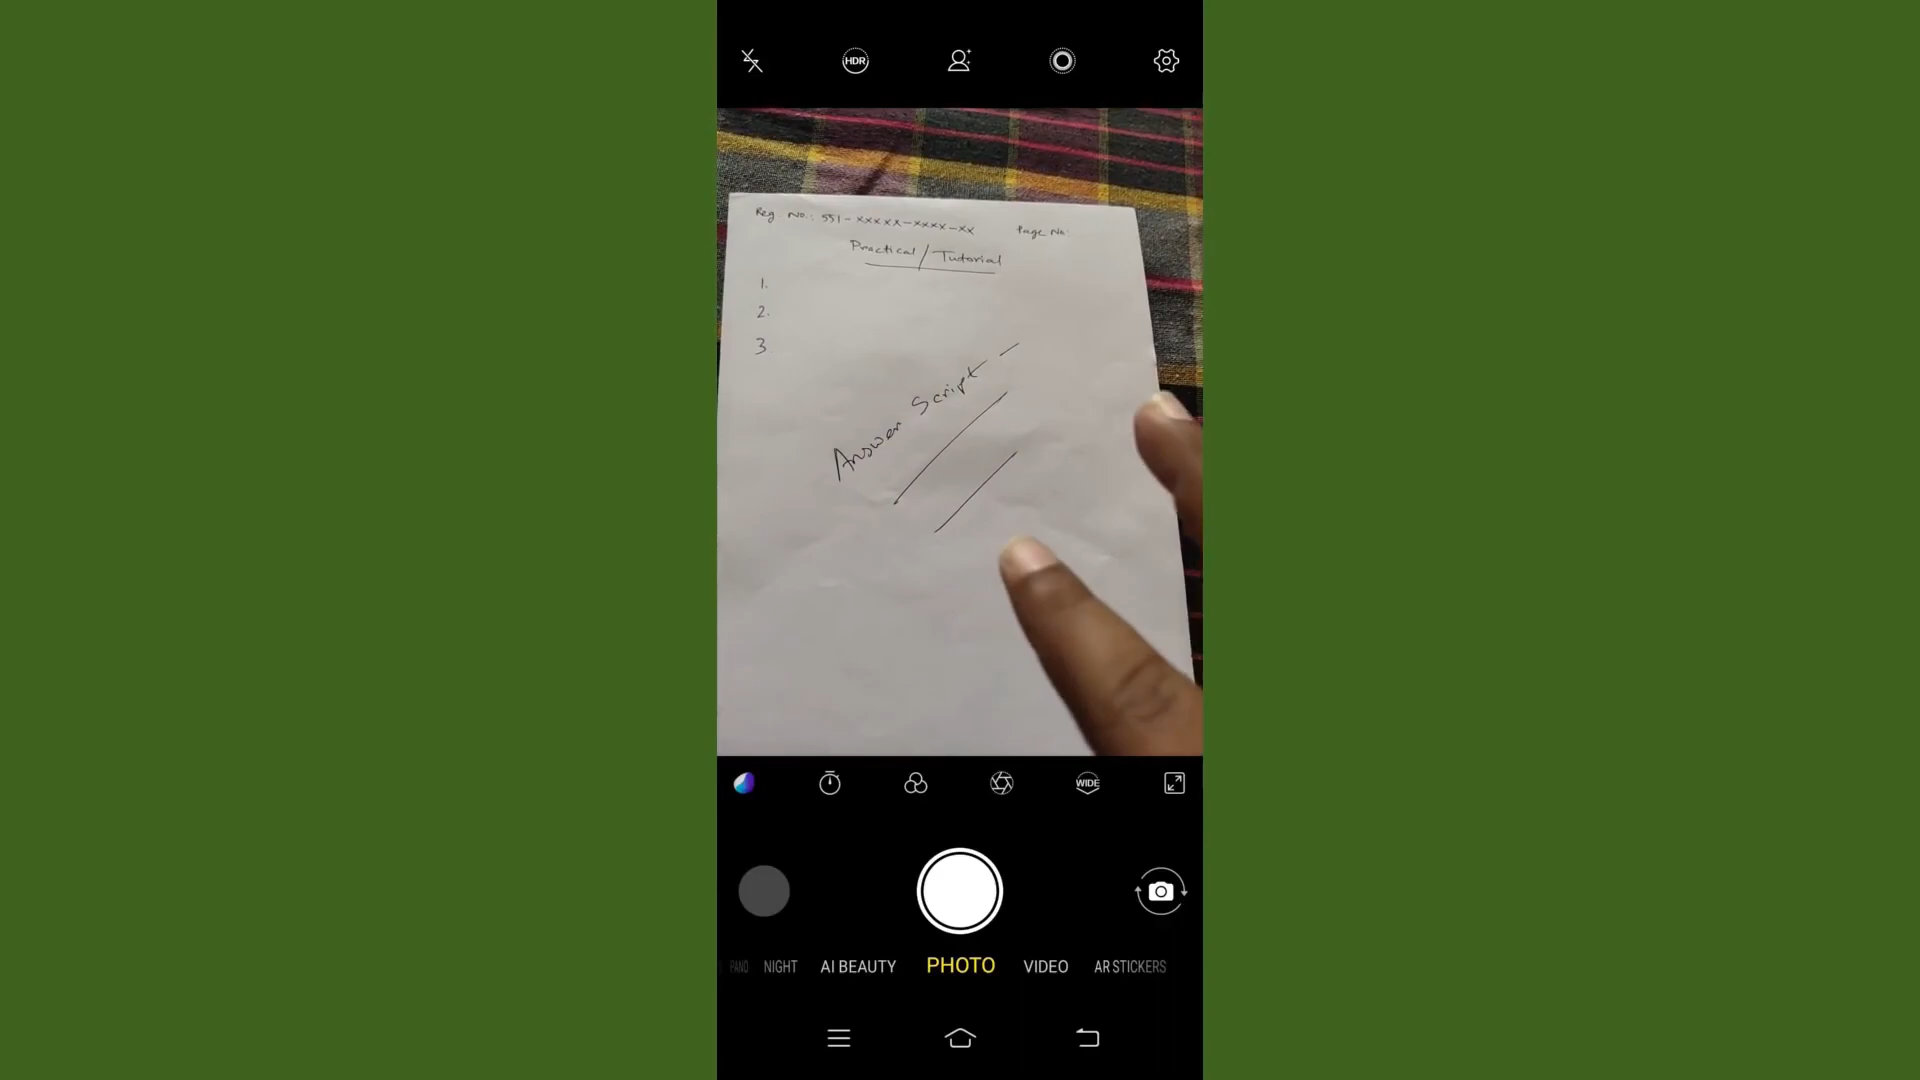 HDR
Reg No.: 551-xxxxx-xxxx-xx Page No:
Practical/Tutorial
1.
2.
3
Answer Script
WIDE
PANO NIGHT AI BEAUTY PHOTO VIDEO AR STICKERS